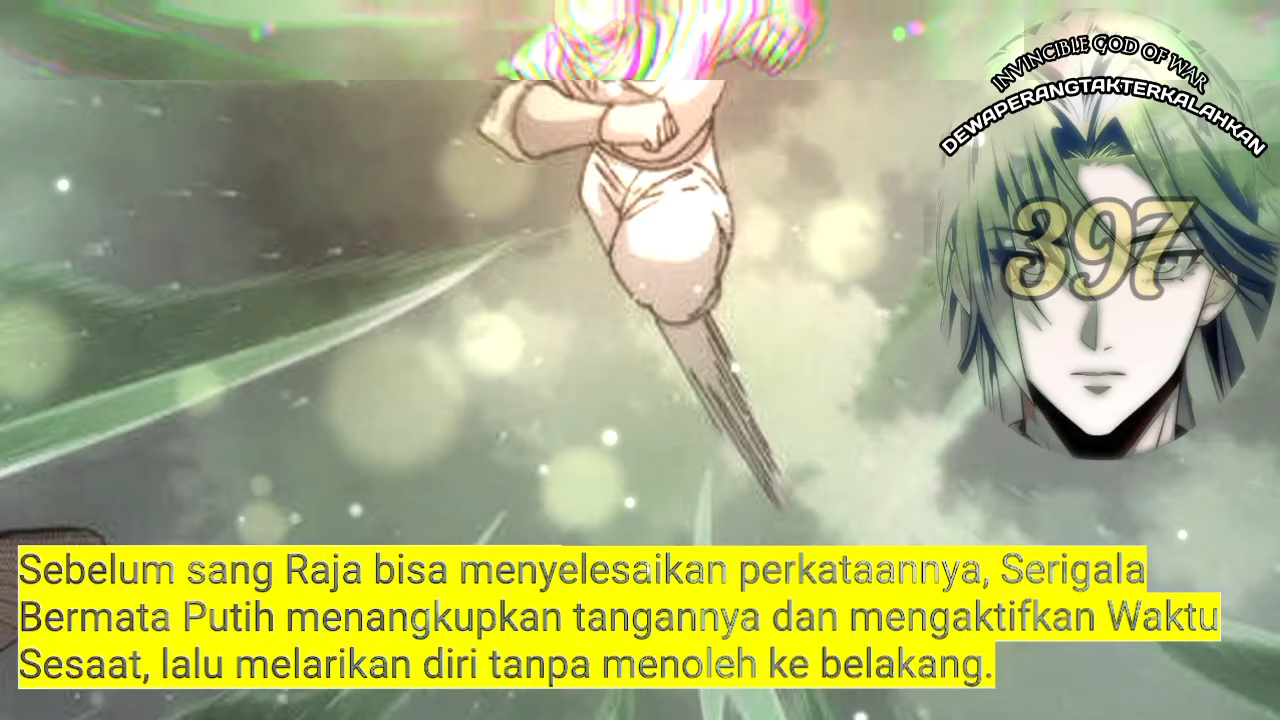 INVINCIBLE GOD OF WAR
DEWAPERANGTAKTERKALAHKAN
397
Sebelum sang Raja bisa menyelesaikan perkataannya, Serigala
Bermata Putih menangkupkan tangannya dan mengaktifkan Waktu
Sesaat, lalu melarikan diri tanpa menoleh ke belakang.